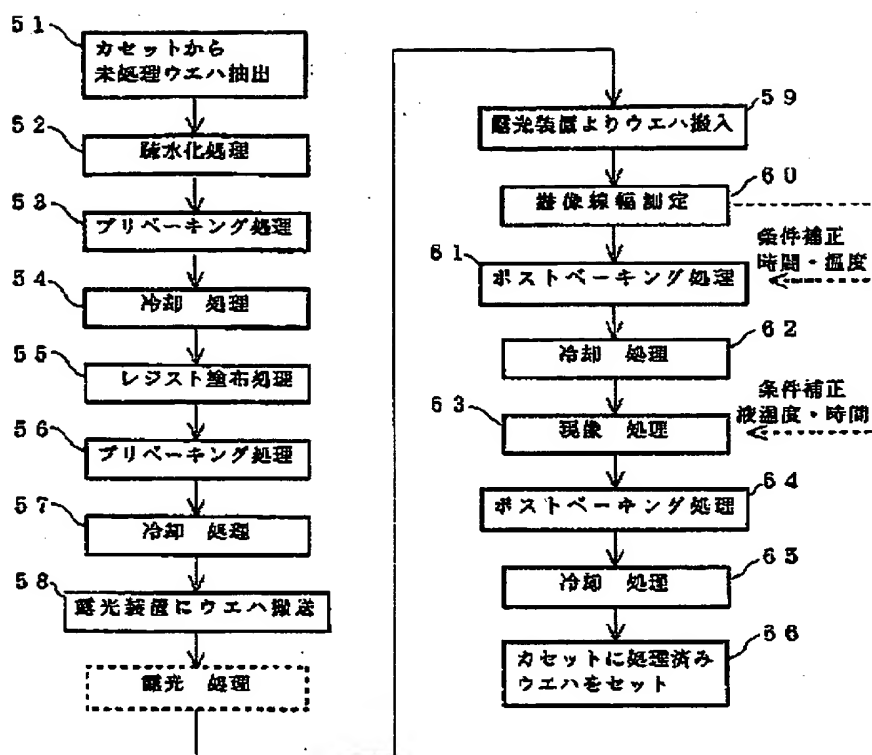 51
カセットから
未処理ウエハ抽出
52
疎水化処理
53
プリベーキング処理
54
冷却 処理
55
レジスト塗布処理
56
プリベーキング処理
57
冷却 処理
58
露光装置にウエハ搬送
露光 処理
59
露光装置よりウエハ搬入
60
潜像線幅測定
条件補正
時間・温度
61
ポストベーキング処理
62
冷却 処理
条件補正
液温度・時間
63
現像 処理
64
ポストベーキング処理
65
冷却 処理
66
カセットに処理済み
ウエハをセット